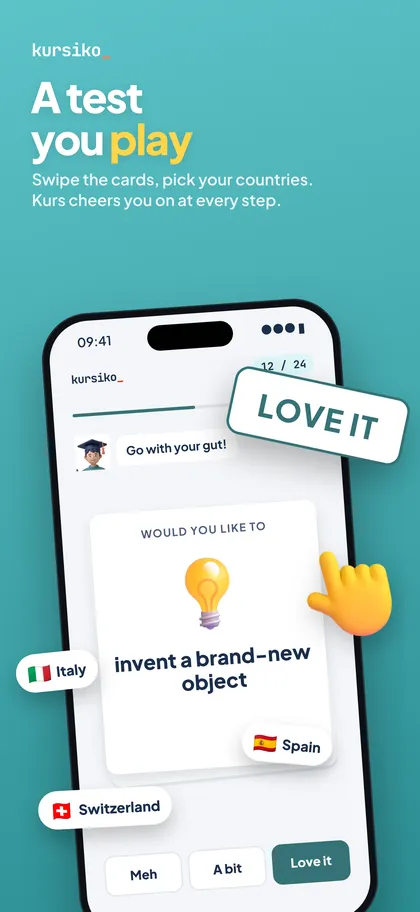 kursiko_
A test
you play
Swipe the cards, pick your countries.
Kurs cheers you on at every step.
09:41
kursiko_
12 / 24
LOVE IT
Go with your gut!
WOULD YOU LIKE TO
invent a brand-new
object
Italy
Spain
Switzerland
Meh
A bit
Love it